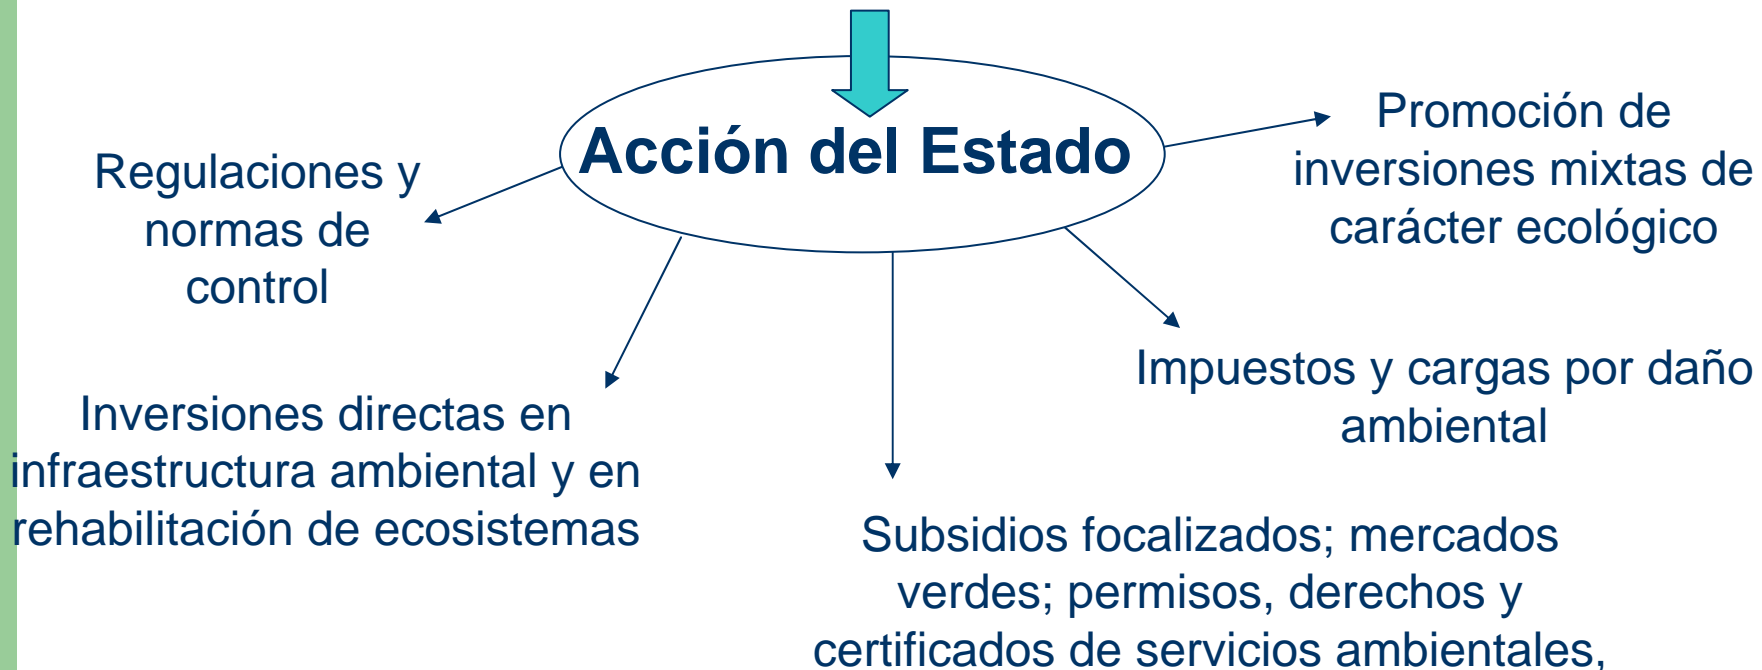 Acción del Estado
Regulaciones y
normas de
control
Inversiones directas en
infraestructura ambiental y en
rehabilitación de ecosistemas
Subsidios focalizados; mercados
verdes; permisos, derechos y
certificados de servicios ambientales,
Impuestos y cargas por daño
ambiental
Promoción de
inversiones mixtas de
carácter ecológico